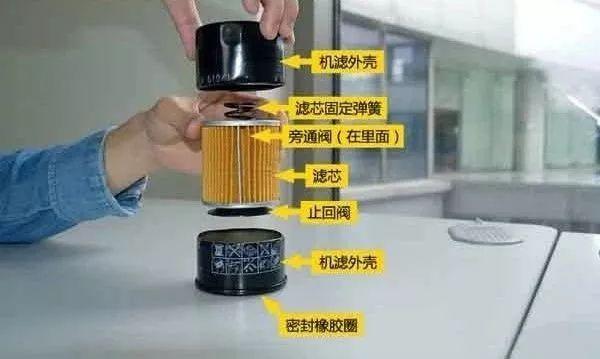 机滤外壳
滤芯固定弹簧
旁通阀（在里面）
滤芯
止回阀
机滤外壳
密封橡胶圈